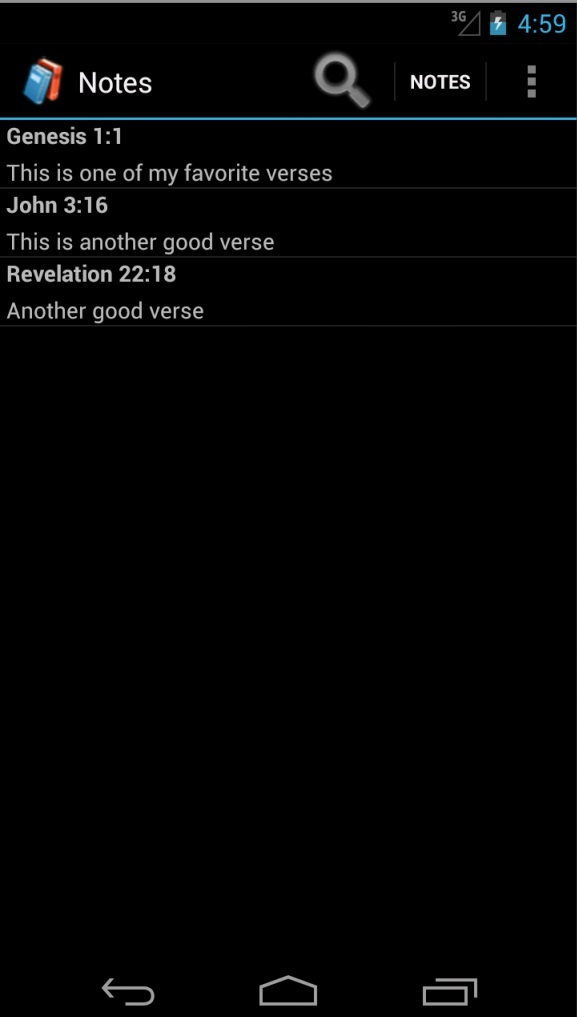 3G 4:59
Notes NOTES
Genesis 1:1
This is one of my favorite verses
John 3:16
This is another good verse
Revelation 22:18
Another good verse